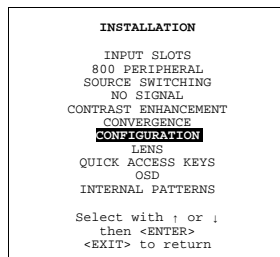 INSTALLATION
INPUT SLOTS
800 PERIPHERAL
SOURCE SWITCHING
NO SIGNAL
CONTRAST ENHANCEMENT
CONVERGENCE
CONFIGURATION
LENS
QUICK ACCESS KEYS
OSD
INTERNAL PATTERNS
Select with ↑ or ↓
then <ENTER>
<EXIT> to return